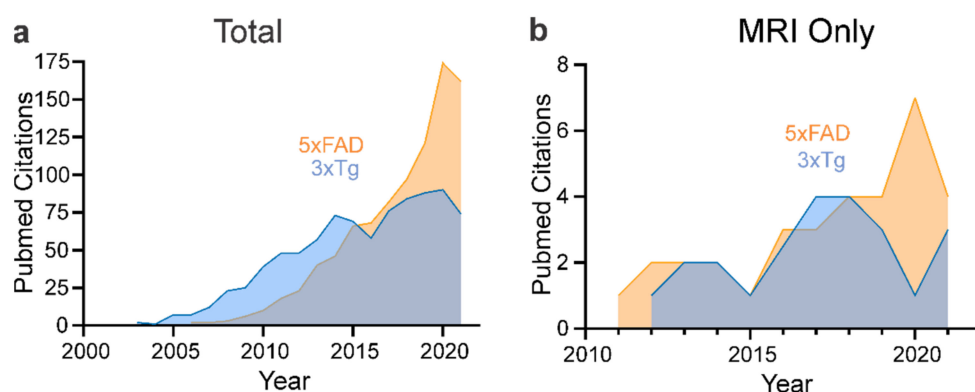 a
Total
Pubmed Citations
175
150
125
100
75
50
25
0
5xFAD
3xTg
2000
2005
2010
2015
2020
Year
b
MRI Only
Pubmed Citations
8
6
4
2
0
5xFAD
3xTg
2010
2015
2020
Year